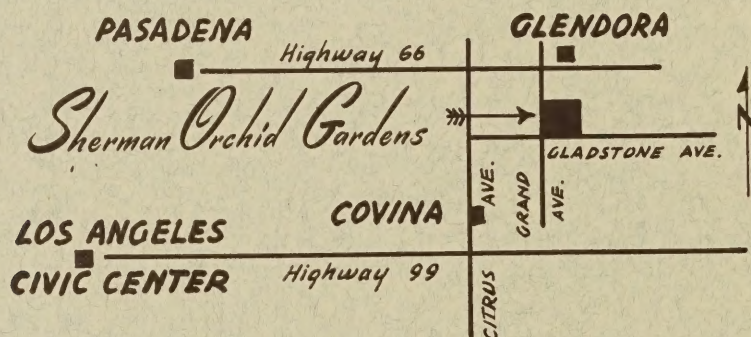 PASADENA
GLENDORA
Highway 66
N
Sherman Orchid Gardens
GLADSTONE AVE.
CITRUS AVE.
GRAND AVE.
COVINA
LOS ANGELES
CIVIC CENTER
Highway 99